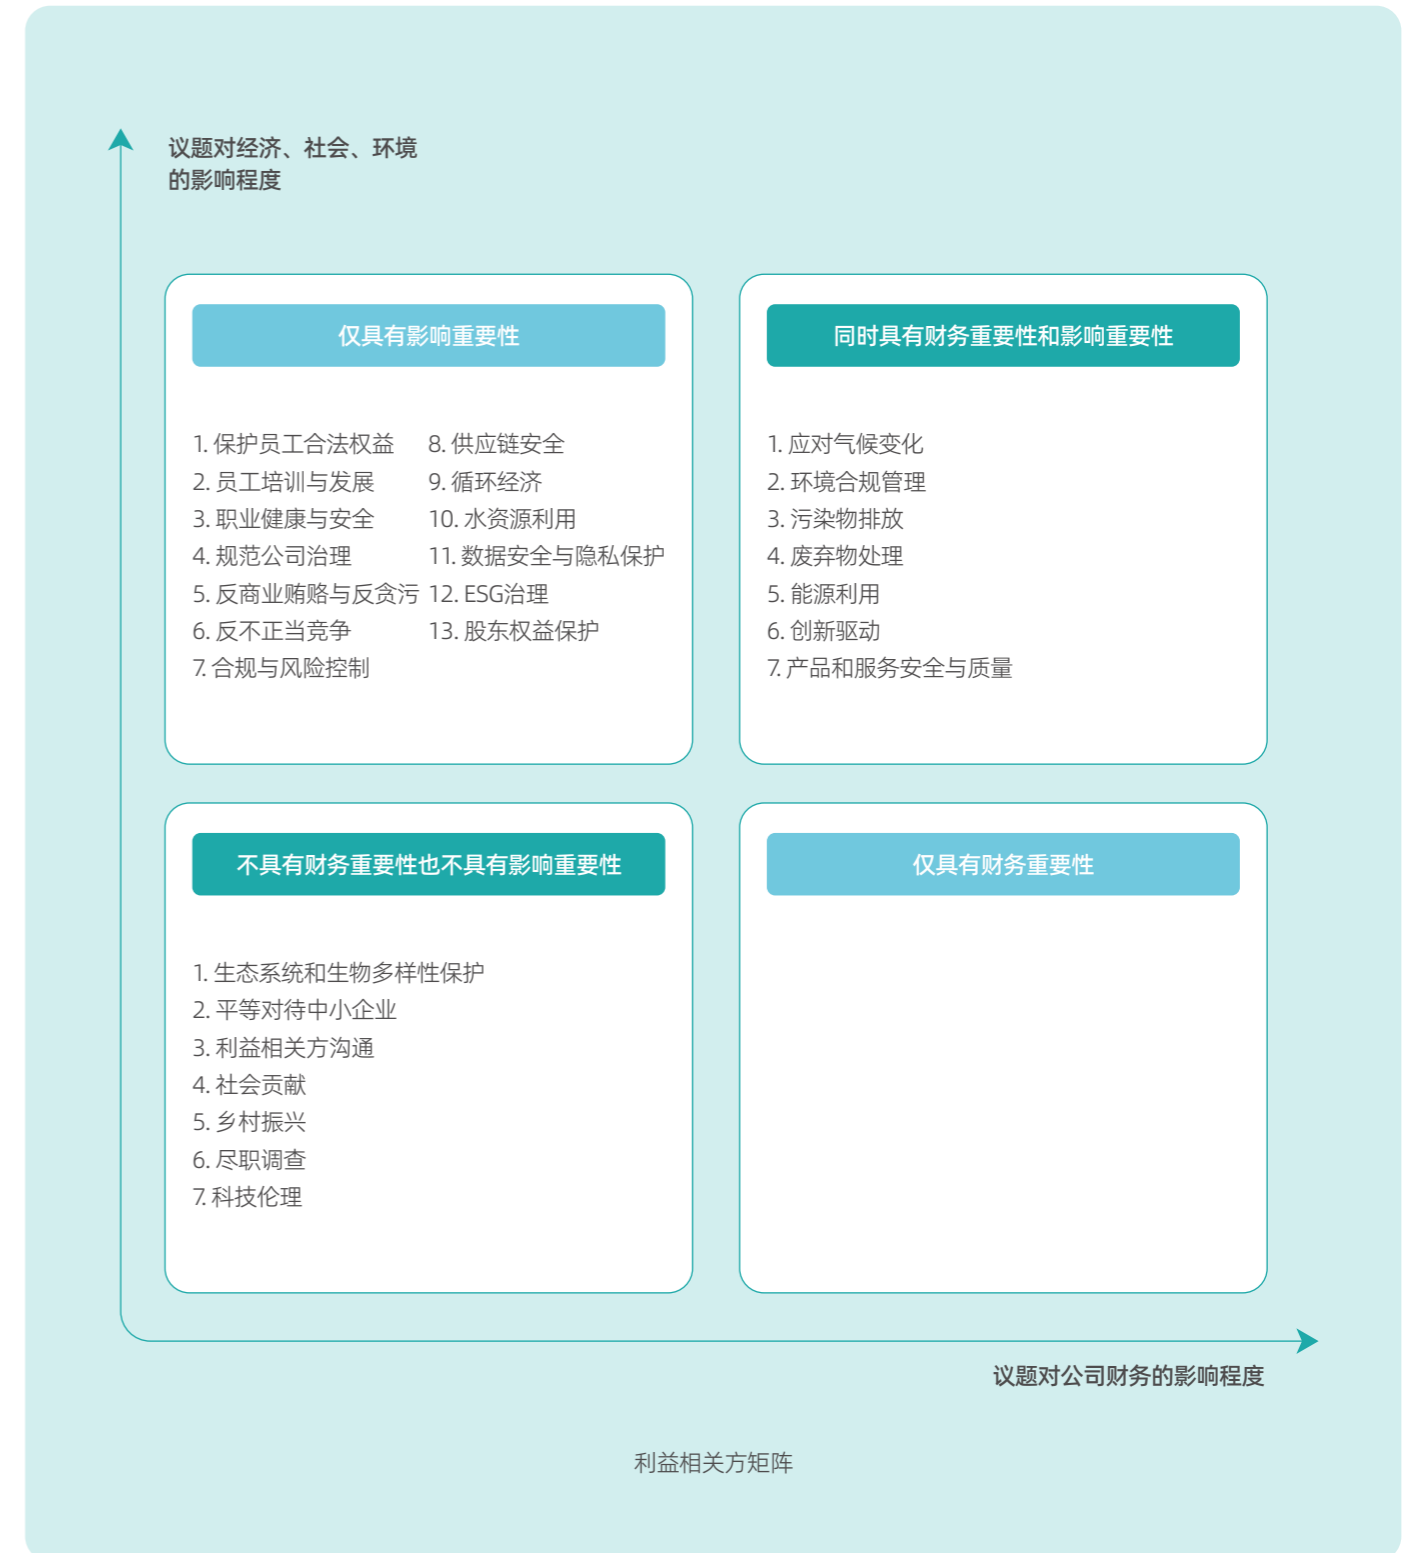 议题对经济、社会、环境
的影响程度
仅具有影响重要性
1. 保护员工合法权益
2. 员工培训与发展
3. 职业健康与安全
4. 规范公司治理
5. 反商业贿赂与反贪污
6. 反不正当竞争
7. 合规与风险控制
8. 供应链安全
9. 循环经济
10. 水资源利用
11. 数据安全与隐私保护
12. ESG治理
13. 股东权益保护
同时具有财务重要性和影响重要性
1. 应对气候变化
2. 环境合规管理
3. 污染物排放
4. 废弃物处理
5. 能源利用
6. 创新驱动
7. 产品和服务安全与质量
不具有财务重要性也不具有影响重要性
1. 生态系统和生物多样性保护
2. 平等对待中小企业
3. 利益相关方沟通
4. 社会贡献
5. 乡村振兴
6. 尽职调查
7. 科技伦理
仅具有财务重要性
议题对公司财务的影响程度
利益相关方矩阵